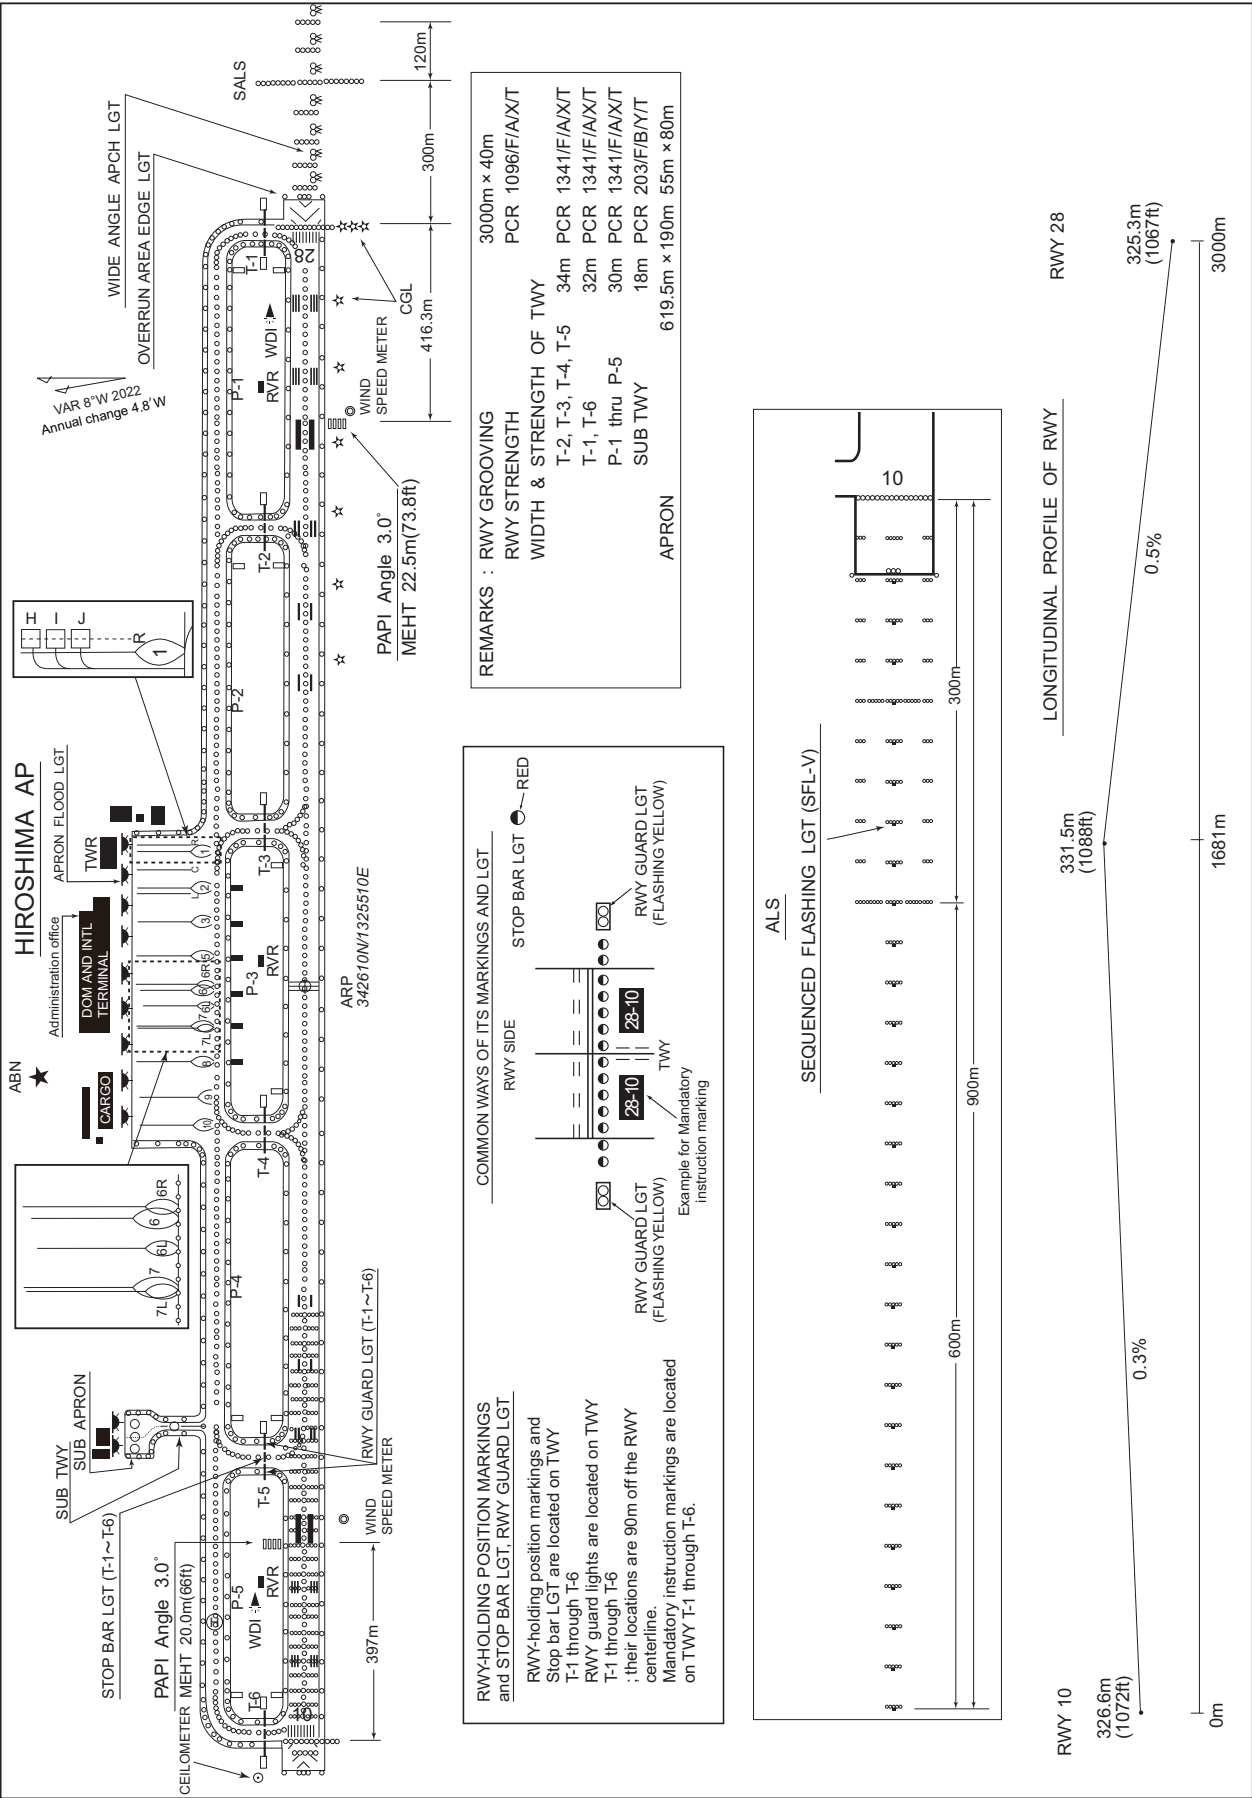 HIROSHIMA AP
VAR 8°W 2022
Annual change 4.8'W
ABN
Administration office
APRON FLOOD LGT
CARGO
DOM AND INTL
TERMINAL
TWR
H I J
R
1
WIDE ANGLE APCH LGT
OVERRUN AREA EDGE LGT
SALS
SUB TWY
SUB APRON
7L 7 6L 6 6R
10 9 8 7L 7 6L 6 6R 5 3 L 2 C 1 R
STOP BAR LGT (T-1~T-6)
PAPI Angle 3.0°
MEHT 20.0m(66ft)
CEILOMETER
P-5
P-4
P-3
P-2
P-1
WDI
RVR
RVR
RVR
WDI
T-6
T-5
T-4
T-3
T-2
T-1
10
28
397m
WIND
SPEED METER
RWY GUARD LGT (T-1~T-6)
ARP
342610N/1325510E
PAPI Angle 3.0°
MEHT 22.5m(73.8ft)
WIND
SPEED METER
CGL
416.3m
300m
120m
RWY-HOLDING POSITION MARKINGS
and STOP BAR LGT, RWY GUARD LGT
RWY-holding position markings and
Stop bar LGT are located on TWY
T-1 through T-6
RWY guard lights are located on TWY
T-1 through T-6
; their locations are 90m off the RWY
centerline.
Mandatory instruction markings are located
on TWY T-1 through T-6.
COMMON WAYS OF ITS MARKINGS AND LGT
RWY SIDE
STOP BAR LGT
RED
RWY GUARD LGT
(FLASHING YELLOW)
28-10
28-10
TWY
RWY GUARD LGT
(FLASHING YELLOW)
Example for Mandatory
instruction marking
REMARKS : RWY GROOVING 3000m × 40m
RWY STRENGTH PCR 1096/F/A/X/T
WIDTH & STRENGTH OF TWY
T-2, T-3, T-4, T-5 34m PCR 1341/F/A/X/T
T-1, T-6 32m PCR 1341/F/A/X/T
P-1 thru P-5 30m PCR 1341/F/A/X/T
SUB TWY 18m PCR 203/F/B/Y/T
APRON 619.5m × 190m 55m × 80m
ALS
SEQUENCED FLASHING LGT (SFL-V)
10
600m
300m
900m
LONGITUDINAL PROFILE OF RWY
RWY 10
RWY 28
326.6m
(1072ft)
331.5m
(1088ft)
325.3m
(1067ft)
0.3%
0.5%
0m
1681m
3000m